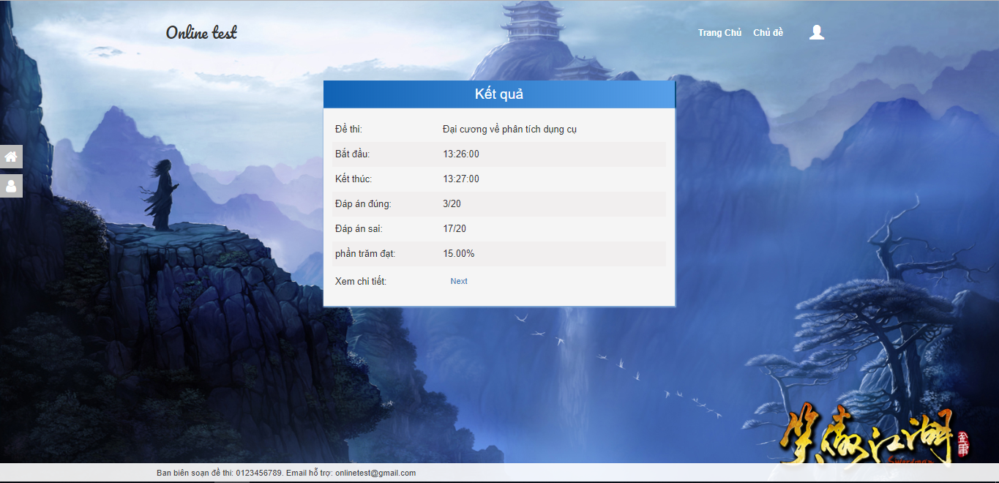 Online test
Trang Chủ Chủ đề
Kết quả
Đề thi: Đại cương về phân tích dụng cụ
Bắt đầu: 13:26:00
Kết thúc: 13:27:00
Đáp án đúng: 3/20
Đáp án sai: 17/20
phần trăm đạt: 15.00%
Xem chi tiết: Next
笑傲江湖
金庸
Swordman
Ban biên soạn đề thi: 0123456789. Email hỗ trợ: onlinetest@gmail.com